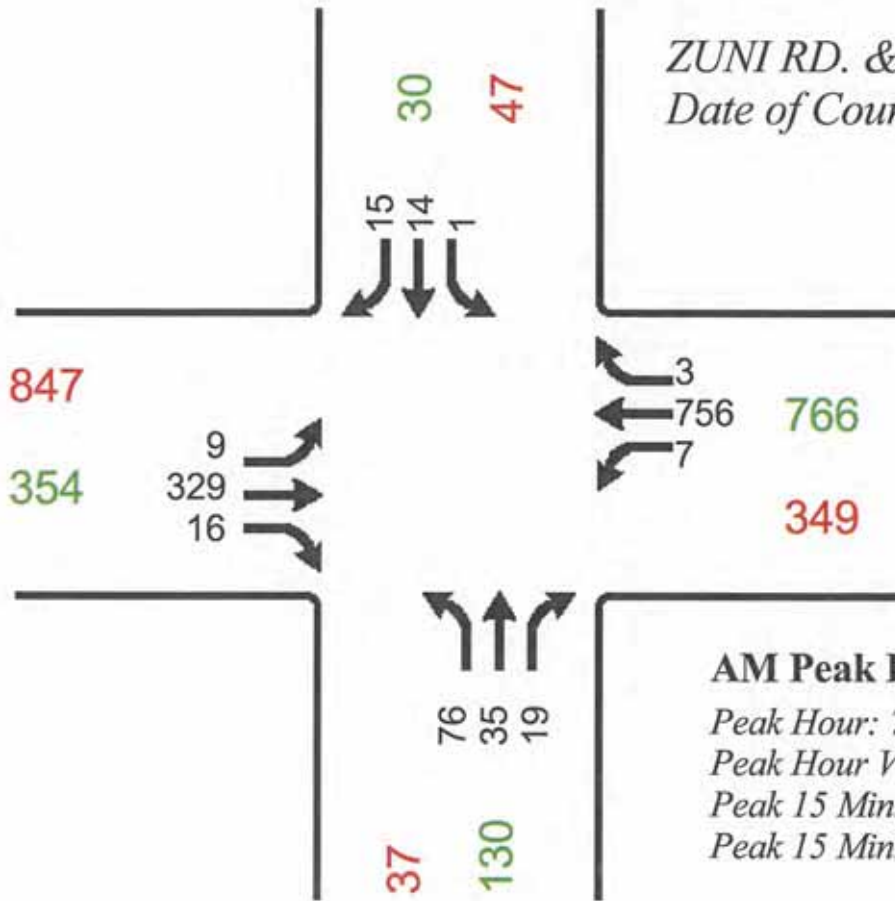 ZUNI RD. &
Date of Coun
30
47
15
14
1
847
354
9
329
16
3
756
7
766
349
76
35
19
37
130
AM Peak
Peak Hour:
Peak Hour
Peak 15 Min
Peak 15 Min